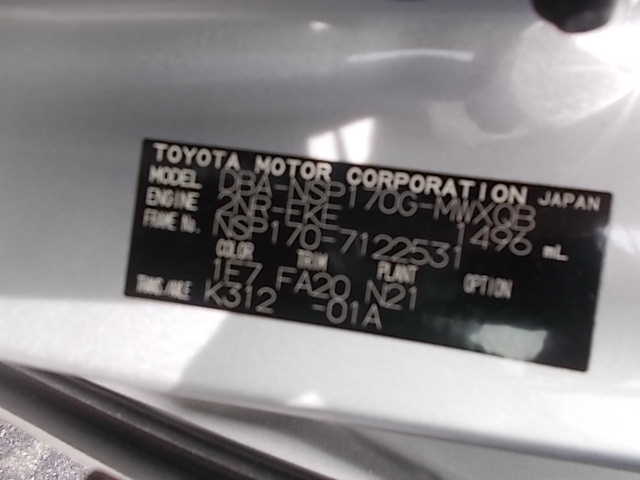 TOYOTA MOTOR CORPORATION JAPAN
MODEL DBA-NSP170G-MWXQB
ENGINE 2NR-EKE 1496 mL
FRAME No. NSP170-7122531
COLOR TRIM PLANT OPTION
1E7 FA20 N21
TRANS/AXLE K312 -01A